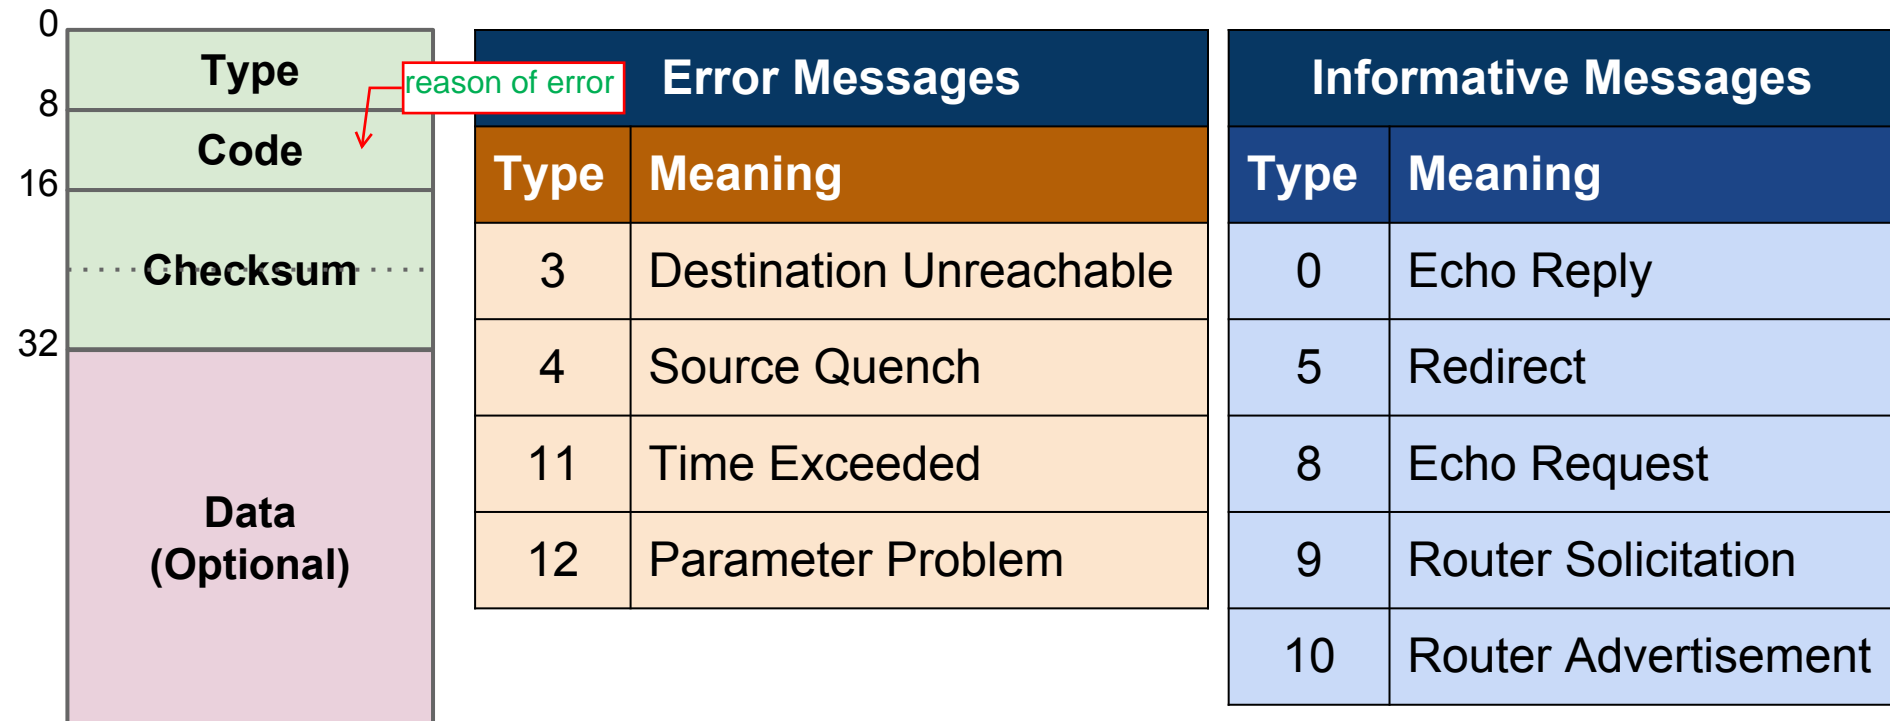 0
Type
8
reason of error
Code
16
Checksum
32
Data
(Optional)
Error Messages
Type Meaning
3 Destination Unreachable
4 Source Quench
11 Time Exceeded
12 Parameter Problem
Informative Messages
Type Meaning
0 Echo Reply
5 Redirect
8 Echo Request
9 Router Solicitation
10 Router Advertisement